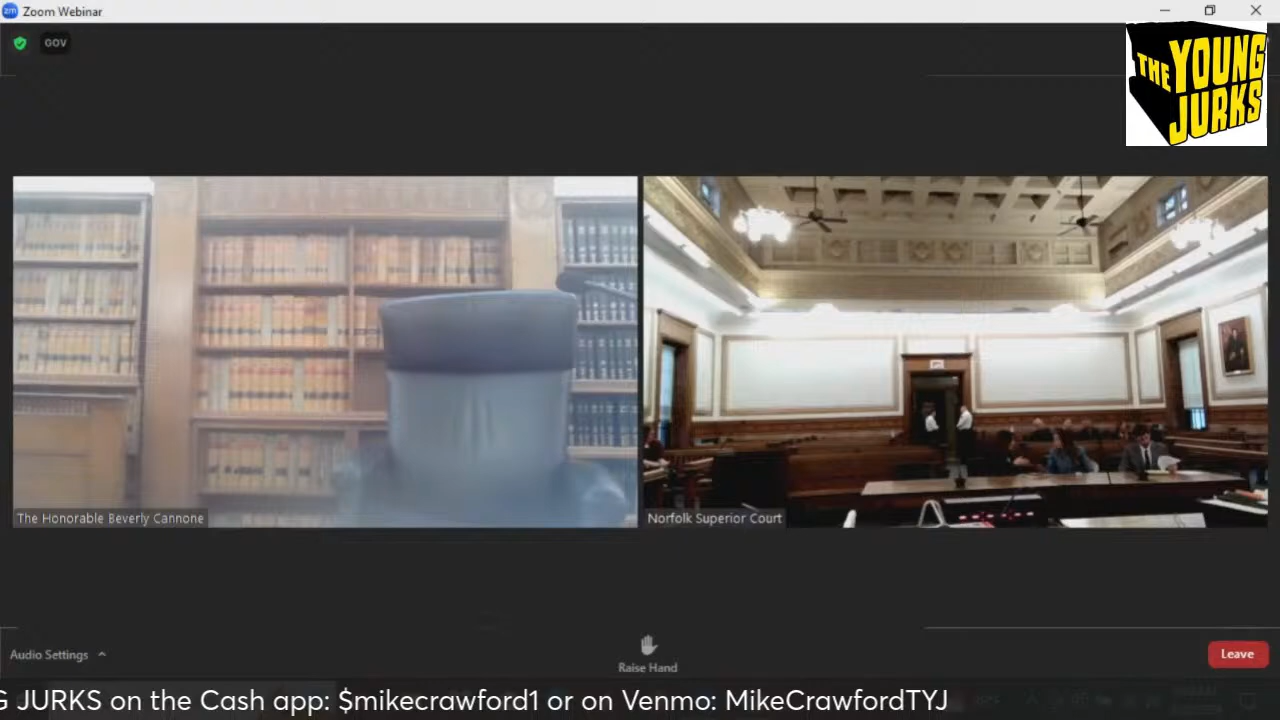 Zoom Webinar
GOV
THE YOUNG JURKS
The Honorable Beverly Cannone
Norfolk Superior Court
Audio Settings
Raise Hand
Leave
G JURKS on the Cash app: $mikecrawford1 or on Venmo: MikeCrawfordTYJ